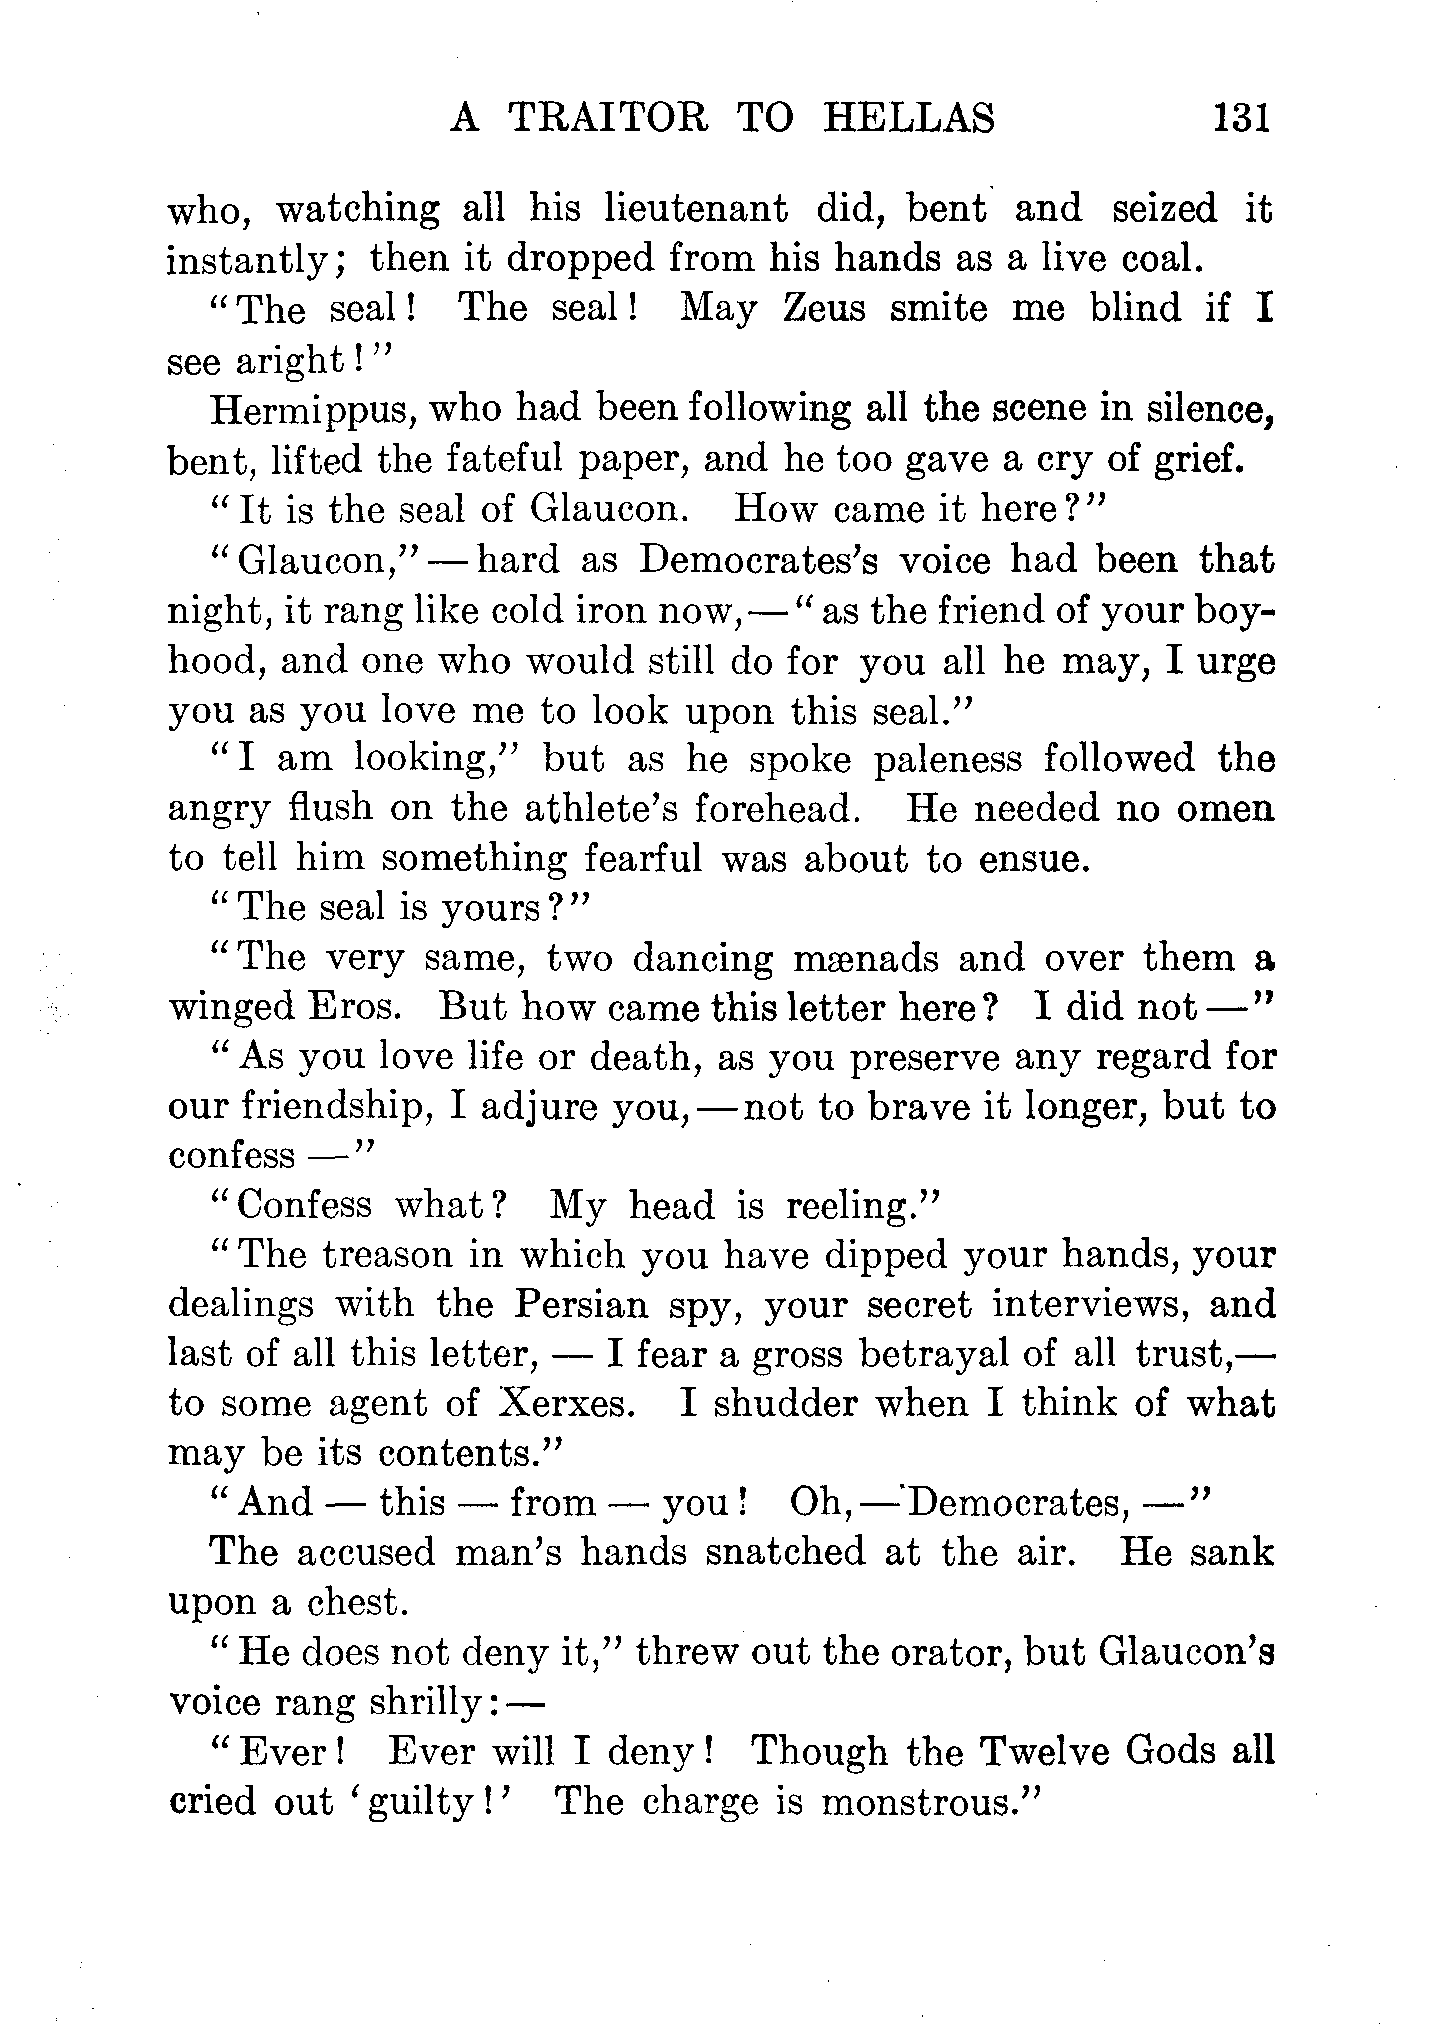 A TRAITOR TO HELLAS 131
who, watching all his lieutenant did, bent and seized it
instantly; then it dropped from his hands as a live coal.
“The seal! The seal! May Zeus smite me blind if I
see aright!”
Hermippus, who had been following all the scene in silence,
bent, lifted the fateful paper, and he too gave a cry of grief.
“It is the seal of Glaucon. How came it here?”
“Glaucon,”—hard as Democrates’s voice had been that
night, it rang like cold iron now,—“as the friend of your boy-
hood, and one who would still do for you all he may, I urge
you as you love me to look upon this seal.”
“I am looking,” but as he spoke paleness followed the
angry flush on the athlete’s forehead. He needed no omen
to tell him something fearful was about to ensue.
“The seal is yours?”
“The very same, two dancing mænads and over them a
winged Eros. But how came this letter here? I did not—”
“As you love life or death, as you preserve any regard for
our friendship, I adjure you,—not to brave it longer, but to
confess—”
“Confess what? My head is reeling.”
“The treason in which you have dipped your hands, your
dealings with the Persian spy, your secret interviews, and
last of all this letter, — I fear a gross betrayal of all trust,—
to some agent of Xerxes. I shudder when I think of what
may be its contents.”
“And — this — from — you! Oh,—Democrates, —”
The accused man’s hands snatched at the air. He sank
upon a chest.
“He does not deny it,” threw out the orator, but Glaucon’s
voice rang shrilly:—
“Ever! Ever will I deny! Though the Twelve Gods all
cried out ‘guilty!’ The charge is monstrous.”